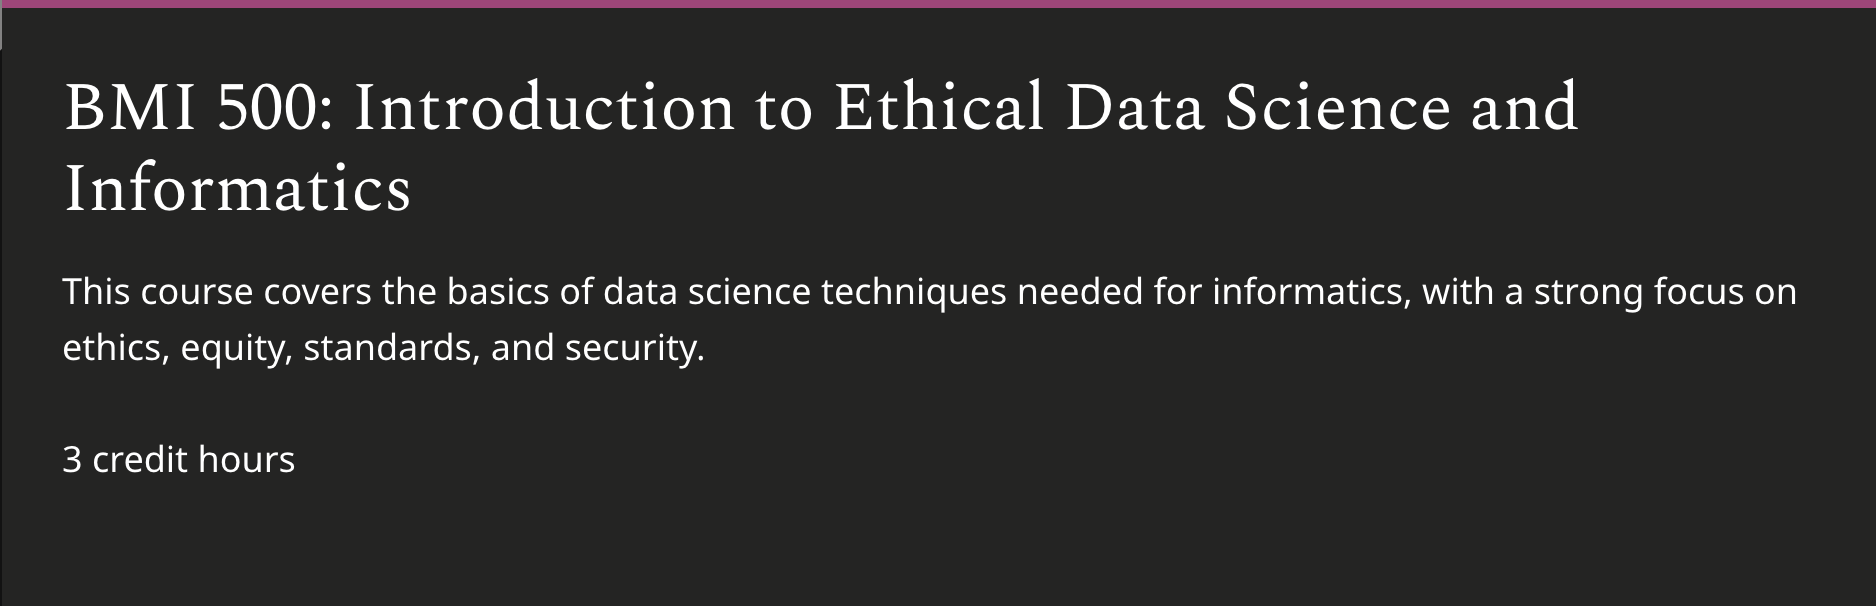 BMI 500: Introduction to Ethical Data Science and
Informatics
This course covers the basics of data science techniques needed for informatics, with a strong focus on
ethics, equity, standards, and security.
3 credit hours